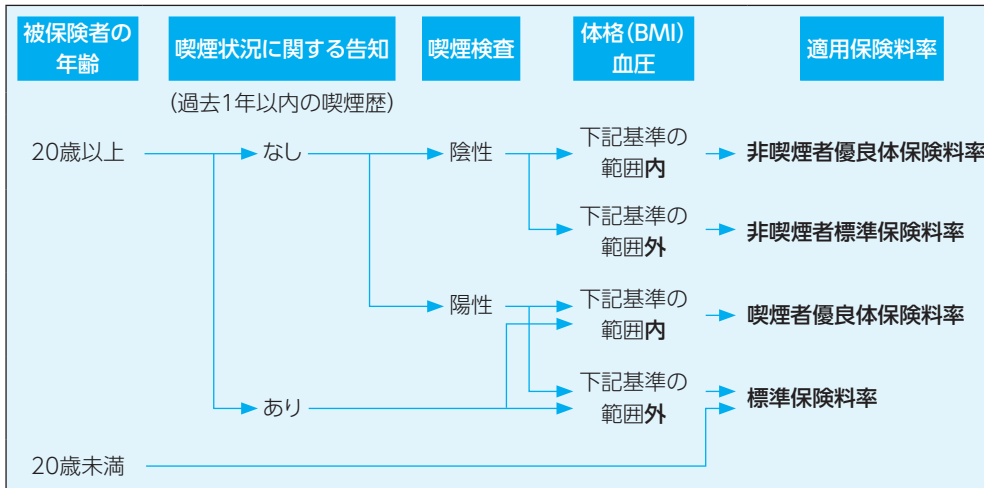 被保険者の
年齢
喫煙状況に関する告知
喫煙検査
体格(BMI)
血圧
適用保険料率
(過去1年以内の喫煙歴)
20歳以上
なし
陰性
下記基準の
範囲内
非喫煙者優良体保険料率
下記基準の
範囲外
非喫煙者標準保険料率
陽性
下記基準の
範囲内
喫煙者優良体保険料率
あり
下記基準の
範囲外
標準保険料率
20歳未満